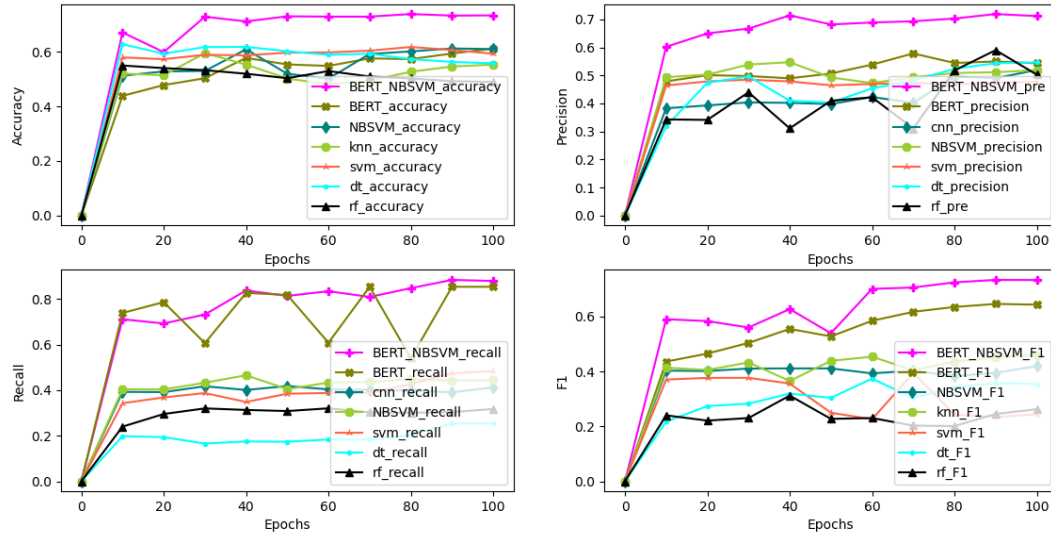 Accuracy
0.6
0.4
0.2
0.0
BERT_NBSVM_accuracy
BERT_accuracy
NBSVM_accuracy
knn_accuracy
svm_accuracy
dt_accuracy
rf_accuracy
0 20 40 60 80 100
Epochs
Precision
0.7
0.6
0.5
0.4
0.3
0.2
0.1
0.0
BERT_NBSVM_pre
BERT_precision
cnn_precision
NBSVM_precision
svm_precision
dt_precision
rf_pre
0 20 40 60 80 100
Epochs
Recall
0.8
0.6
0.4
0.2
0.0
BERT_NBSVM_recall
BERT_recall
cnn_recall
NBSVM_recall
svm_recall
dt_recall
rf_recall
0 20 40 60 80 100
Epochs
F1
0.6
0.4
0.2
0.0
BERT_NBSVM_F1
BERT_F1
NBSVM_F1
knn_F1
svm_F1
dt_F1
rf_F1
0 20 40 60 80 100
Epochs